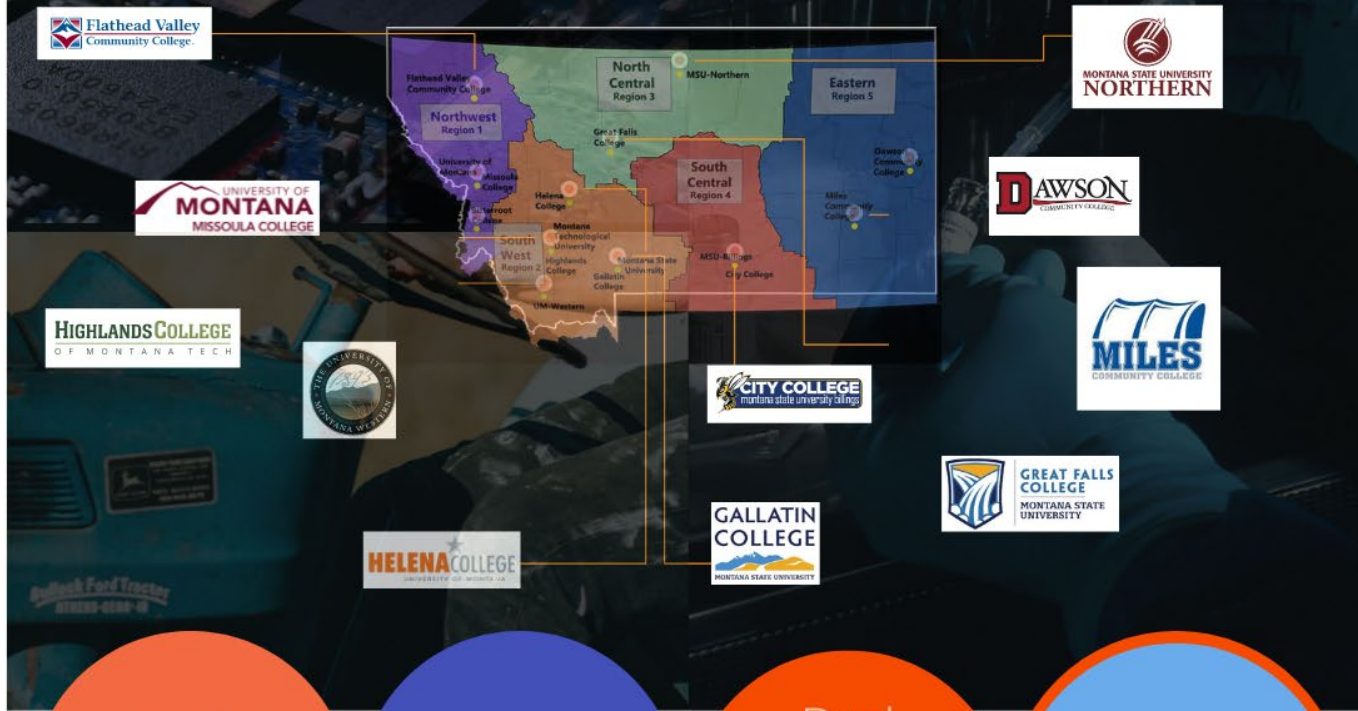 Flathead Valley
Community College.
MONTANA STATE UNIVERSITY
NORTHERN
North
Central
Region 3
MSU-Northern
Eastern
Region 5
Flathead Valley
Community College
Northwest
Region 1
Great Falls
College
University of
Montana
Missoula
College
South
Central
Region 4
Dawson
Community
College
Helena
College
Miles
Community
College
Bitterroot
College
Montana
Technological
University
South
West
Region 2
Highlands
College
Montana State
University
Gallatin
College
MSU-Billings
City College
UM-Western
UNIVERSITY OF
MONTANA
MISSOULA COLLEGE
DAWSON
COMMUNITY COLLEGE
HIGHLANDS COLLEGE
OF MONTANA TECH
THE UNIVERSITY OF
1893
MONTANA WESTERN
CITY COLLEGE
montana state university billings
MILES
COMMUNITY COLLEGE
GREAT FALLS
COLLEGE
MONTANA STATE
UNIVERSITY
GALLATIN
COLLEGE
MONTANA STATE UNIVERSITY
HELENA COLLEGE
UNIVERSITY OF MONTANA
Ford Tractor